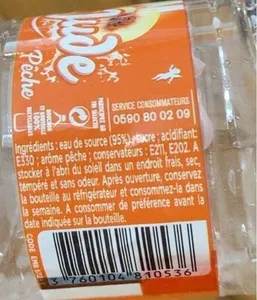 Pêche
SERVICE CONSOMMATEURS
0590 80 02 09
Ingrédients : eau de source (95%) ; sucre ; acidifiant:
E330 ; arôme pêche ; conservateurs : E211, E202. A
stocker à l'abri du soleil dans un endroit frais, sec,
tempéré et sans odeur. Après ouverture, conservez
la bouteille au réfrigérateur et consommez-la dans
la semaine. A consommer de préférence avant la
date indiquée sur la bouteille.
CODE EMB
3 760104 810536